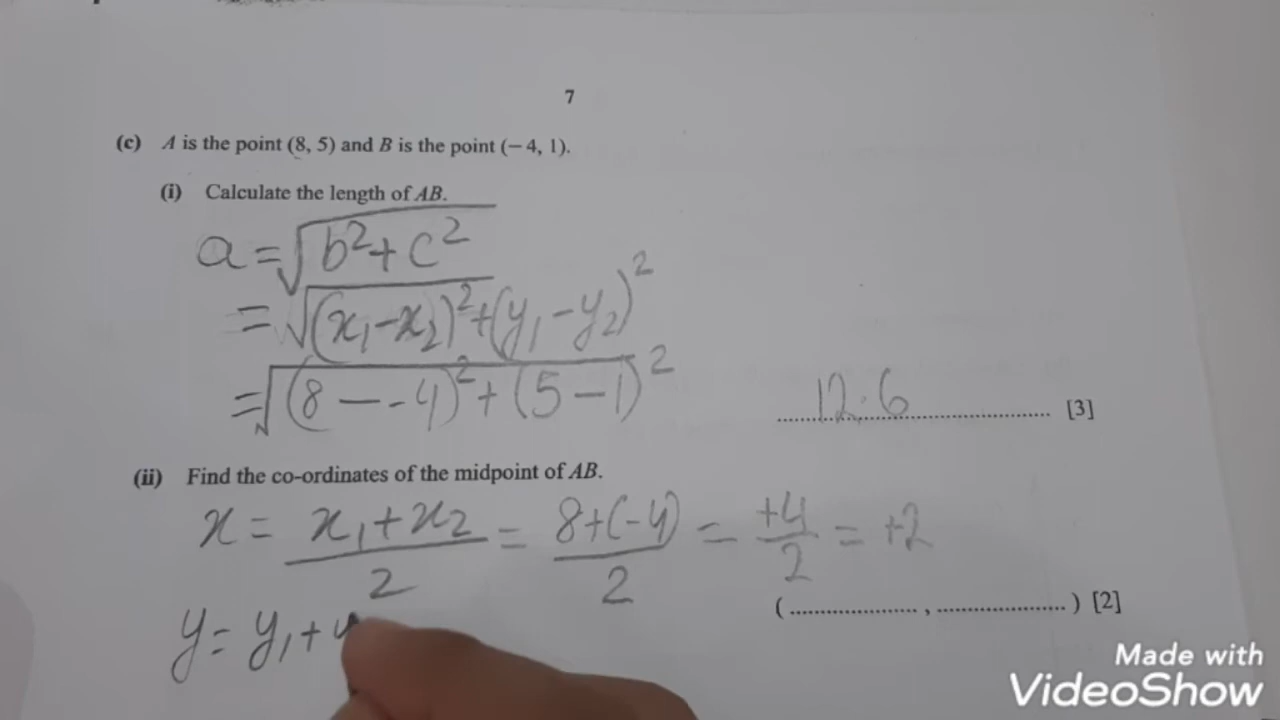 7
(c) A is the point (8, 5) and B is the point (– 4, 1).
(i) Calculate the length of AB.
a = √b² + c²
= √(x₁ – x₂)² + (y₁ – y₂)²
= √(8 – -4)² + (5 – 1)²
12.6 [3]
(ii) Find the co-ordinates of the midpoint of AB.
x = x₁ + x₂ / 2 = 8 + (-4) / 2 = +4 / 2 = +2
(...................... , ......................) [2]
y = y₁ +
Made with
VideoShow